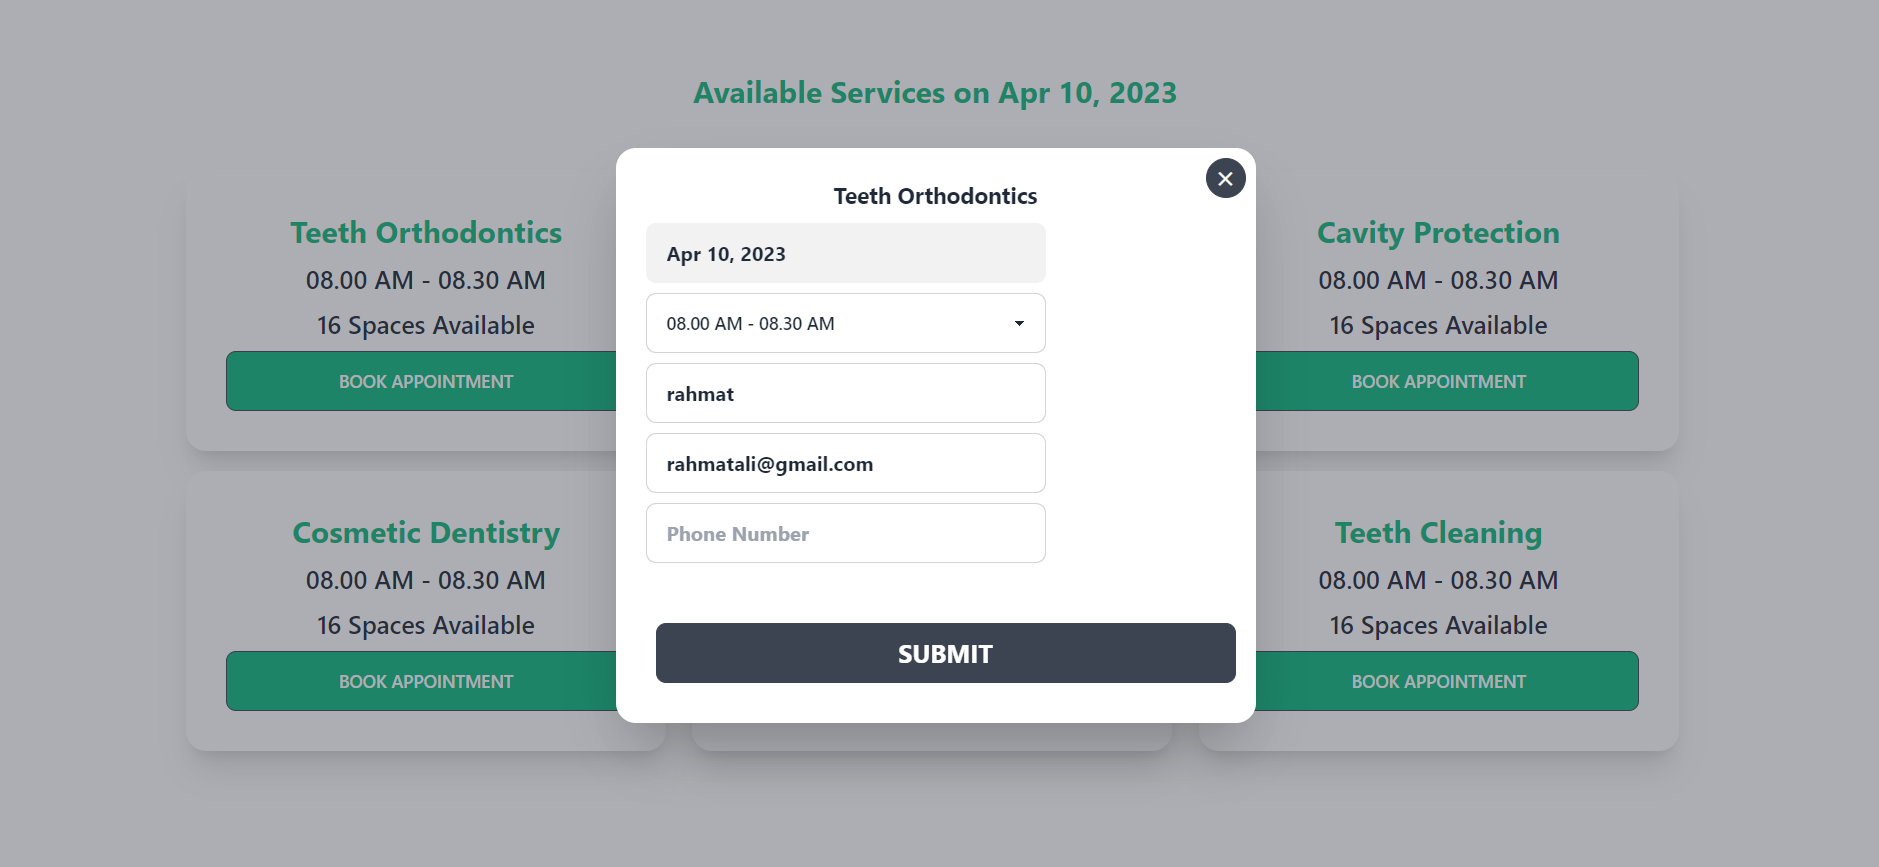 Available Services on Apr 10, 2023
Teeth Orthodontics
08.00 AM - 08.30 AM
16 Spaces Available
BOOK APPOINTMENT
Teeth Orthodontics
Apr 10, 2023
08.00 AM - 08.30 AM
rahmat
rahmatali@gmail.com
Phone Number
SUBMIT
Cavity Protection
08.00 AM - 08.30 AM
16 Spaces Available
BOOK APPOINTMENT
Cosmetic Dentistry
08.00 AM - 08.30 AM
16 Spaces Available
BOOK APPOINTMENT
Teeth Cleaning
08.00 AM - 08.30 AM
16 Spaces Available
BOOK APPOINTMENT